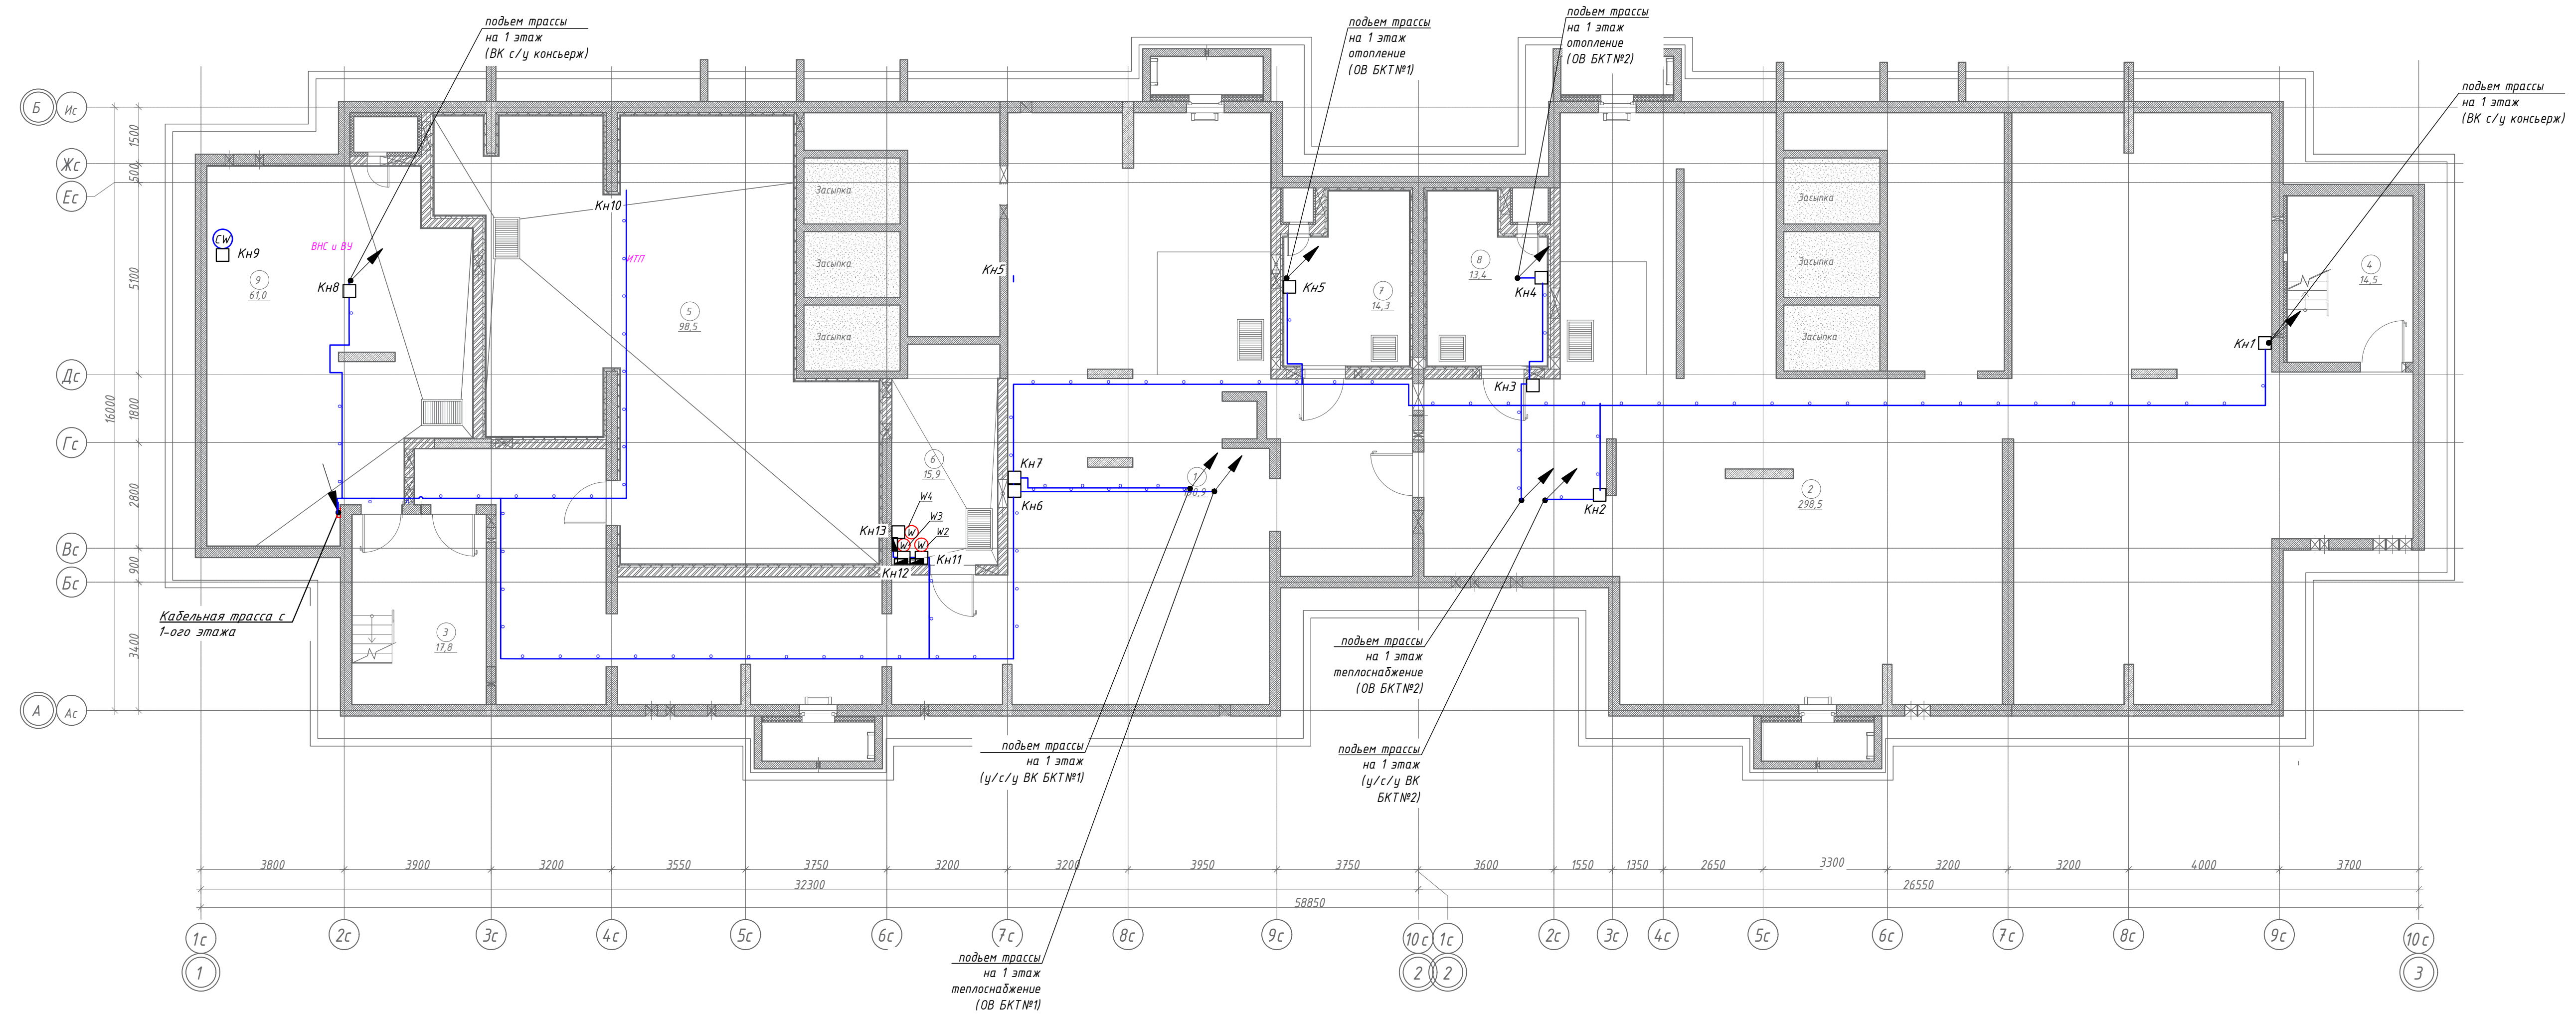 подьем трассы
на 1 этаж
(ВК с/у консьерж)
подьем трассы
на 1 этаж
отопление
(ОВ БКТ№1)
подьем трассы
на 1 этаж
отопление
(ОВ БКТ№2)
подьем трассы
на 1 этаж
(ВК с/у консьерж)
Б
Ис
Жс
Ес
Дс
Гс
Вс
Бс
А
Ас
1500
500
5100
1800
2800
900
3400
16000
CW
Кн9
ВНС и ВУ
9
61,0
Кн8
Кн10
ИТП
5
98,5
Засыпка
Засыпка
Засыпка
Кн5
Кн5
7
14,3
8
13,4
Кн4
Кн3
Засыпка
Засыпка
Засыпка
4
14,5
Кн1
6
15,9
Кн7
Кн6
1
2
298,5
Кн2
W4
W3
W2
Кн13
W
W
W
Кн11
Кн12
Кабельная трасса с
1-ого этажа
3
17,8
подьем трассы
на 1 этаж
теплоснабжение
(ОВ БКТ№2)
подьем трассы
на 1 этаж
(у/с/у ВК БКТ№1)
подьем трассы
на 1 этаж
(у/с/у ВК
БКТ№2)
3800
3900
3200
3550
3750
3200
3200
3950
3750
3600
1550
1350
2650
3300
3200
3200
4000
3700
32300
26550
58850
1с
2с
3с
4с
5с
6с
7с
8с
9с
10с
1с
2с
3с
4с
5с
6с
7с
8с
9с
10с
1
2
2
3
подьем трассы
на 1 этаж
теплоснабжение
(ОВ БКТ№1)